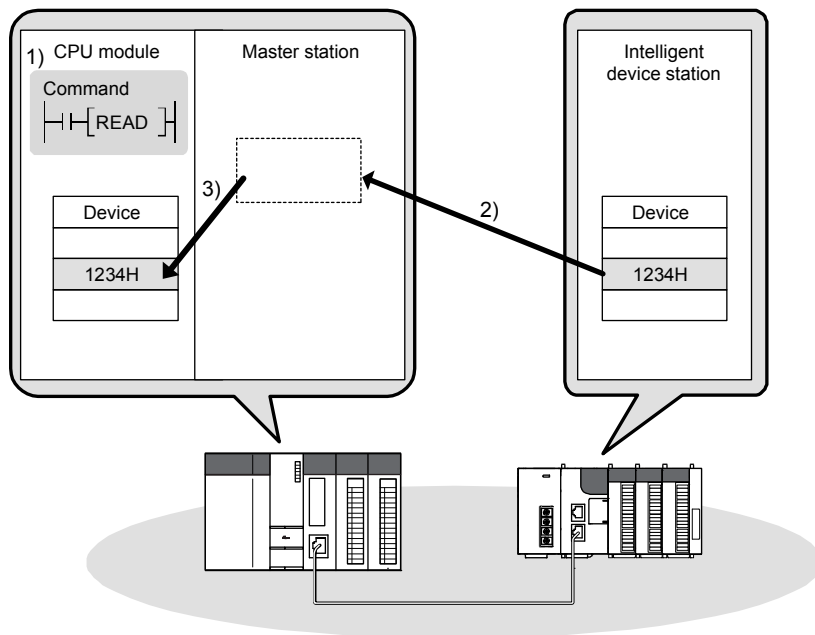 1) CPU module
Master station
Intelligent
device station
Command
READ
3)
2)
Device
1234H
Device
1234H